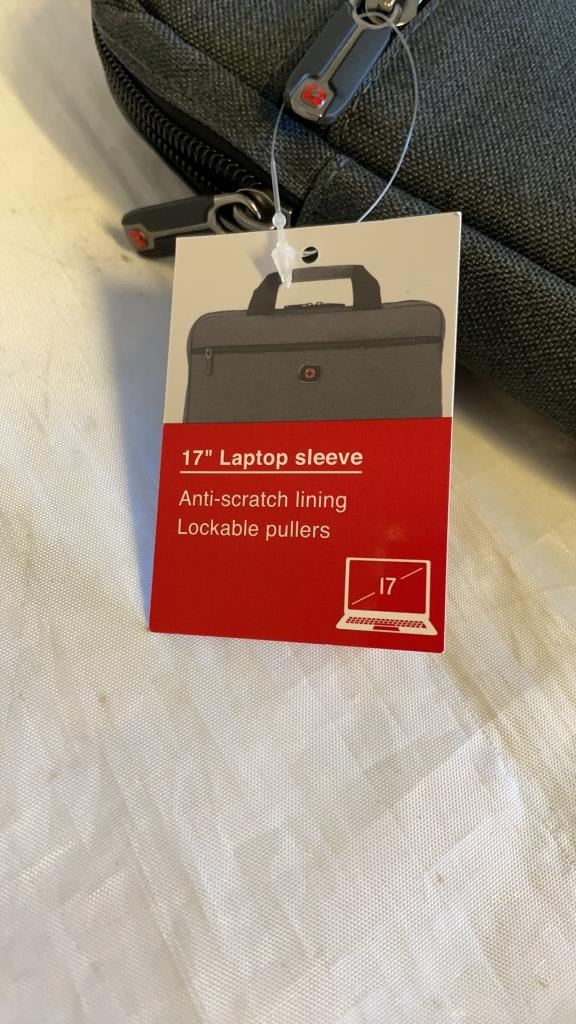 17" Laptop sleeve
Anti-scratch lining
Lockable pullers
17